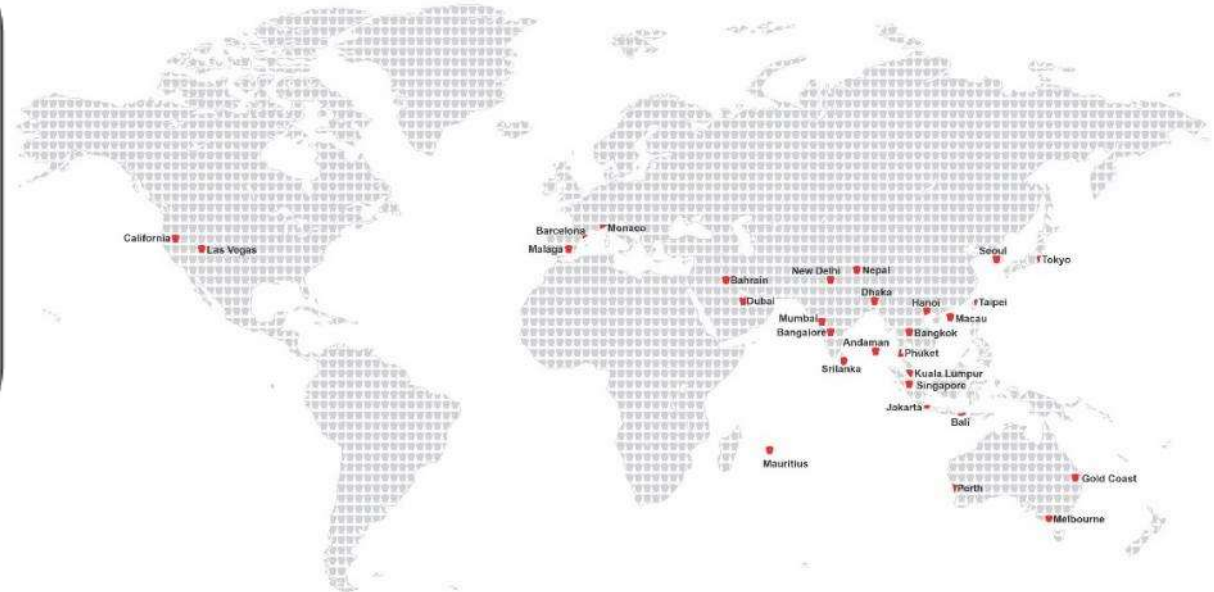 California
Las Vegas
Barcelona
Monaco
Malaga
Seoul
Tokyo
New Delhi
Nepal
Bahrain
Dhaka
Dubai
Hanoi
Taipei
Mumbai
Macau
Bangalore
Bangkok
Andaman
Phuket
Srilanka
Kuala Lumpur
Singapore
Jakarta
Bali
Mauritius
Gold Coast
Perth
Melbourne